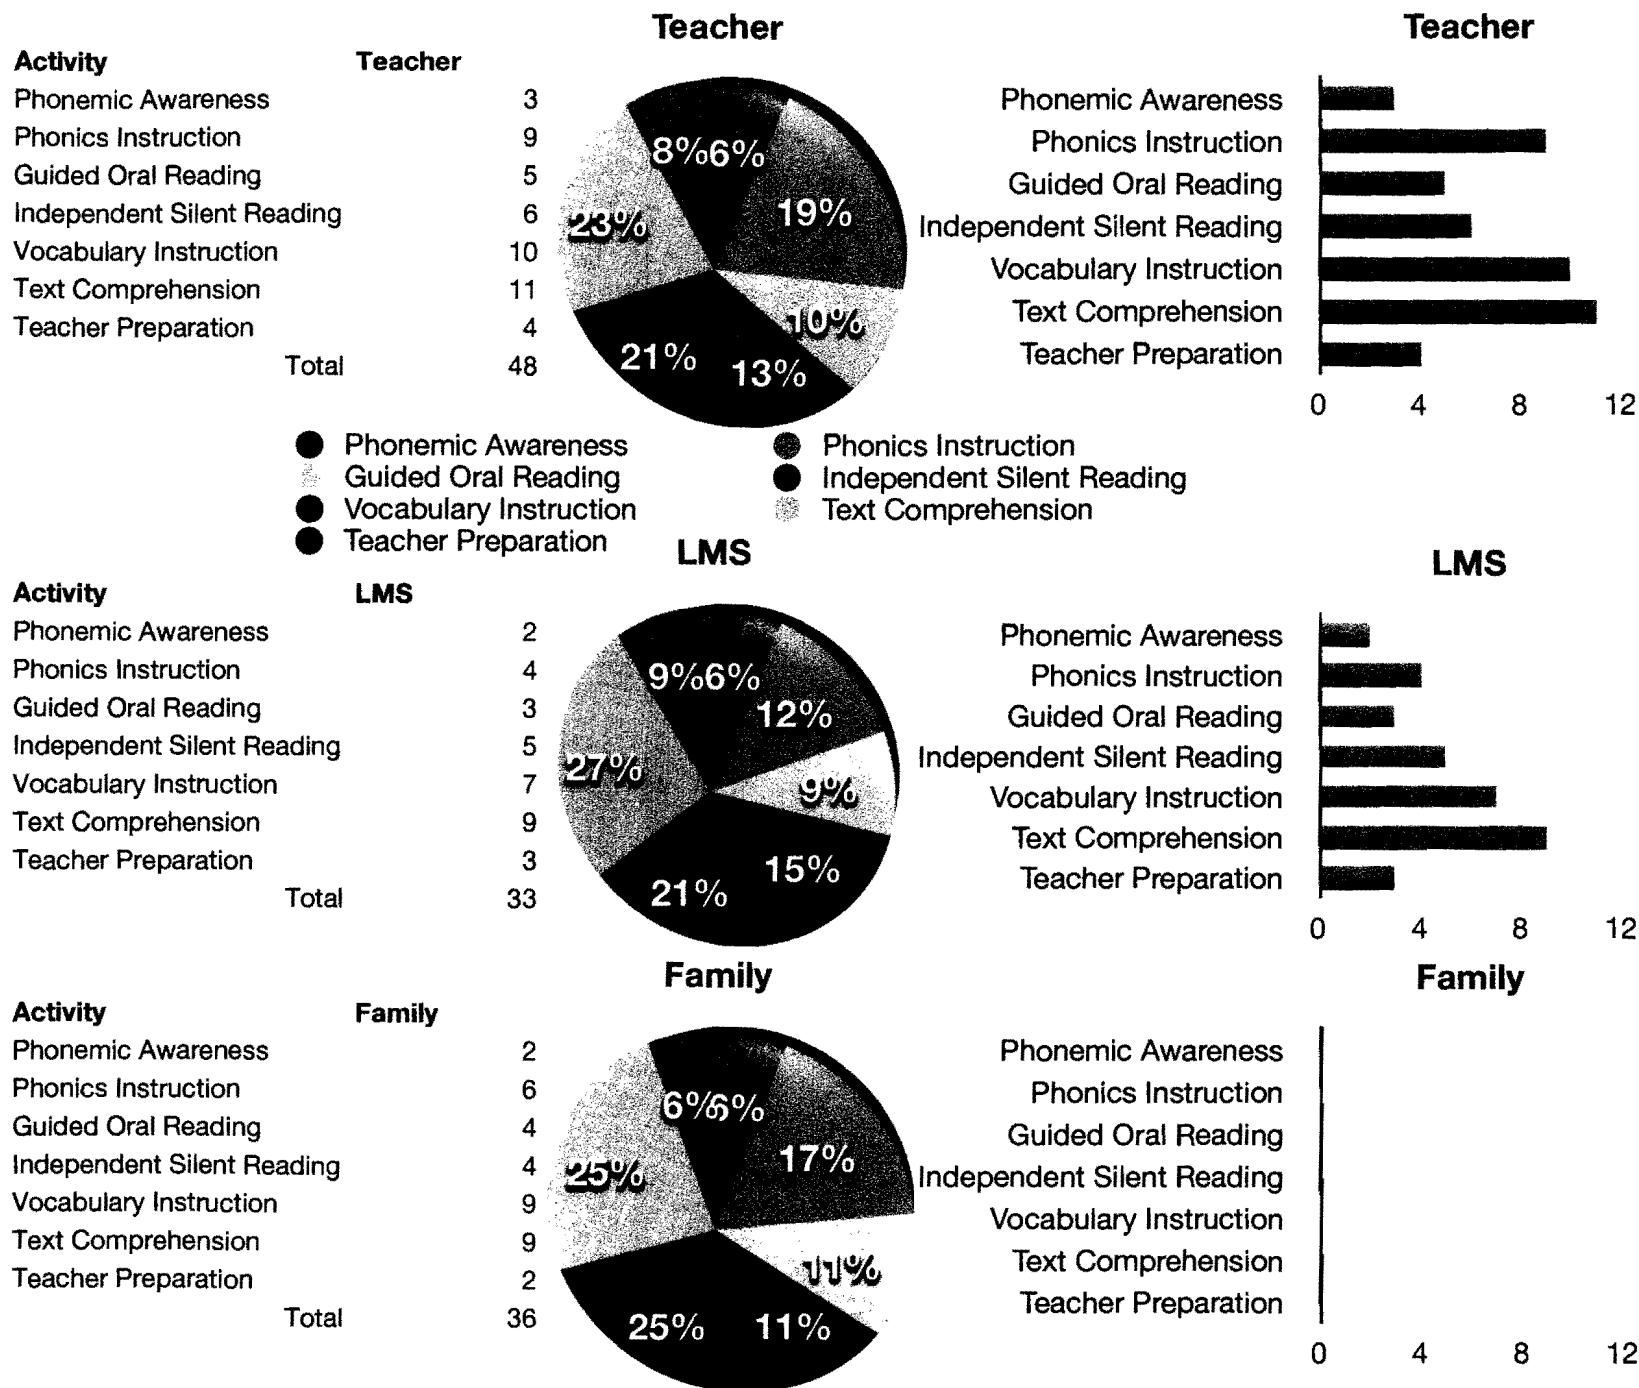 Teacher
Activity Teacher
Phonemic Awareness 3
Phonics Instruction 9
Guided Oral Reading 5
Independent Silent Reading 6
Vocabulary Instruction 10
Text Comprehension 11
Teacher Preparation 4
Total 48
8% 6%
19%
23%
10%
21%
13%
Teacher
Phonemic Awareness
Phonics Instruction
Guided Oral Reading
Independent Silent Reading
Vocabulary Instruction
Text Comprehension
Teacher Preparation
0 4 8 12
Phonemic Awareness Phonics Instruction
Guided Oral Reading Independent Silent Reading
Vocabulary Instruction Text Comprehension
Teacher Preparation
LMS
Activity LMS
Phonemic Awareness 2
Phonics Instruction 4
Guided Oral Reading 3
Independent Silent Reading 5
Vocabulary Instruction 7
Text Comprehension 9
Teacher Preparation 3
Total 33
9% 6%
12%
27%
9%
15%
21%
LMS
Phonemic Awareness
Phonics Instruction
Guided Oral Reading
Independent Silent Reading
Vocabulary Instruction
Text Comprehension
Teacher Preparation
0 4 8 12
Family
Activity Family
Phonemic Awareness 2
Phonics Instruction 6
Guided Oral Reading 4
Independent Silent Reading 4
Vocabulary Instruction 9
Text Comprehension 9
Teacher Preparation 2
Total 36
6% 6%
17%
25%
11%
25% 11%
Family
Phonemic Awareness
Phonics Instruction
Guided Oral Reading
Independent Silent Reading
Vocabulary Instruction
Text Comprehension
Teacher Preparation
0 4 8 12